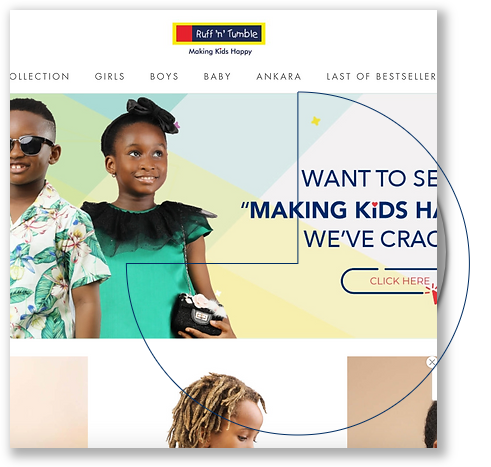 Ruff 'n' Tumble
Making Kids Happy
OLLECTION GIRLS BOYS BABY ANKARA LAST OF BESTSELLER
WANT TO SE
“MAKING KiDS HA
WE'VE CRAC
CLICK HERE